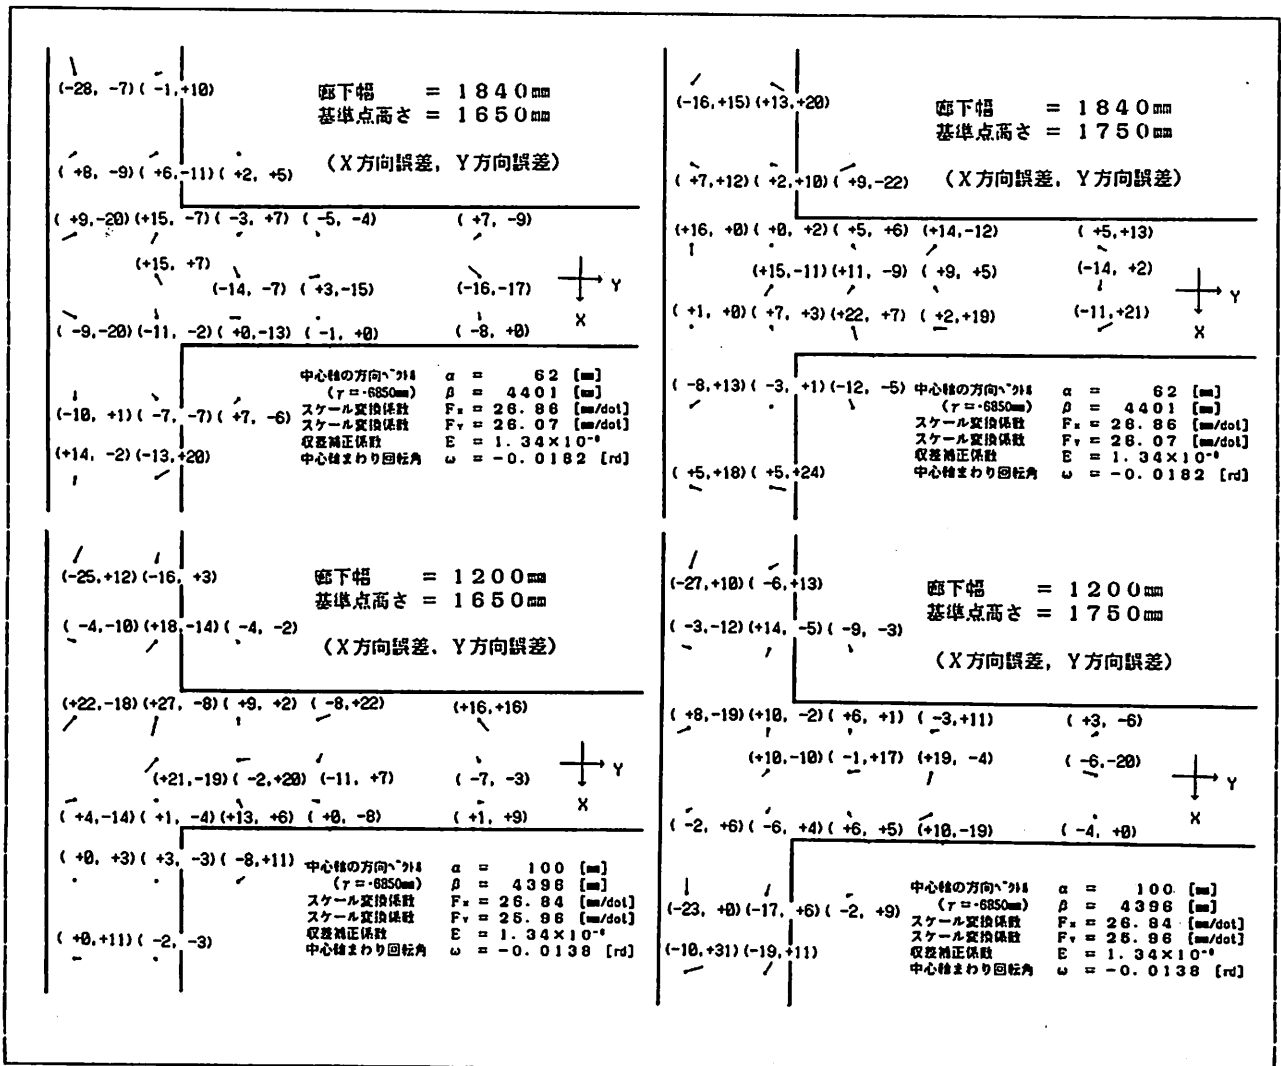 (-28, -7)( -1,+10)
廊下幅 = 1840mm
基準点高さ = 1650mm
( +8, -9)( +6,-11)( +2, +5)
(X方向誤差, Y方向誤差)
( +9,-20)(+15, -7)( -3, +7) ( -5, -4) ( +7, -9)
(+15, +7)
(-14, -7) ( +3,-15) (-16,-17)
Y
X
( -9,-20)(-11, -2)( +0,-13) ( -1, +0) ( -8, +0)
中心軸の方向ベクトル α = 62 [mm]
(γ=-6850mm) β = 4401 [mm]
(-10, +1)( -7, -7)( +7, -6)
スケール変換係数 Fx = 26.86 [mm/dot]
スケール変換係数 FY = 26.07 [mm/dot]
収差補正係数 E = 1.34×10⁻⁶
(+14, -2)(-13,+20)
中心軸まわり回転角 ω = -0.0182 [rd]
(-16,+15)(+13,+20)
廊下幅 = 1840mm
基準点高さ = 1750mm
( +7,+12)( +2,+10)( +9,-22)
(X方向誤差, Y方向誤差)
(+16, +0)( +0, +2)( +5, +6) (+14,-12) ( +5,+13)
(+15,-11)(+11, -9) ( +9, +5) (-14, +2)
Y
X
( +1, +0)( +7, +3)(+22, +7) ( +2,+19) (-11,+21)
( -8,+13)( -3, +1)(-12, -5)
中心軸の方向ベクトル α = 62 [mm]
(γ=-6850mm) β = 4401 [mm]
スケール変換係数 Fx = 26.86 [mm/dot]
スケール変換係数 FY = 26.07 [mm/dot]
収差補正係数 E = 1.34×10⁻⁶
中心軸まわり回転角 ω = -0.0182 [rd]
( +5,+18)( +5,+24)
(-25,+12)(-16, +3)
廊下幅 = 1200mm
基準点高さ = 1650mm
( -4,-10)(+18,-14)( -4, -2)
(X方向誤差, Y方向誤差)
(+22,-18)(+27, -8)( +9, +2) ( -8,+22) (+16,+16)
(+21,-19)( -2,+20) (-11, +7) ( -7, -3)
Y
X
( +4,-14)( +1, -4)(+13, +6) ( +0, -8) ( +1, +9)
( +0, +3)( +3, -3)( -8,+11)
中心軸の方向ベクトル α = 100 [mm]
(γ=-6850mm) β = 4396 [mm]
スケール変換係数 Fx = 26.84 [mm/dot]
スケール変換係数 FY = 25.96 [mm/dot]
収差補正係数 E = 1.34×10⁻⁶
中心軸まわり回転角 ω = -0.0138 [rd]
( +0,+11)( -2, -3)
(-27,+10)( -6,+13)
廊下幅 = 1200mm
基準点高さ = 1750mm
( -3,-12)(+14, -5)( -9, -3)
(X方向誤差, Y方向誤差)
( +8,-19)(+10, -2)( +6, +1) ( -3,+11) ( +3, -6)
(+10,-10)( -1,+17) (+19, -4) ( -6,-20)
Y
X
( -2, +6)( -6, +4)( +6, +5) (+10,-19) ( -4, +0)
(-23, +0)(-17, +6)( -2, +9)
中心軸の方向ベクトル α = 100 [mm]
(γ=-6850mm) β = 4396 [mm]
スケール変換係数 Fx = 26.84 [mm/dot]
スケール変換係数 FY = 25.96 [mm/dot]
収差補正係数 E = 1.34×10⁻⁶
中心軸まわり回転角 ω = -0.0138 [rd]
(-10,+31)(-19,+11)